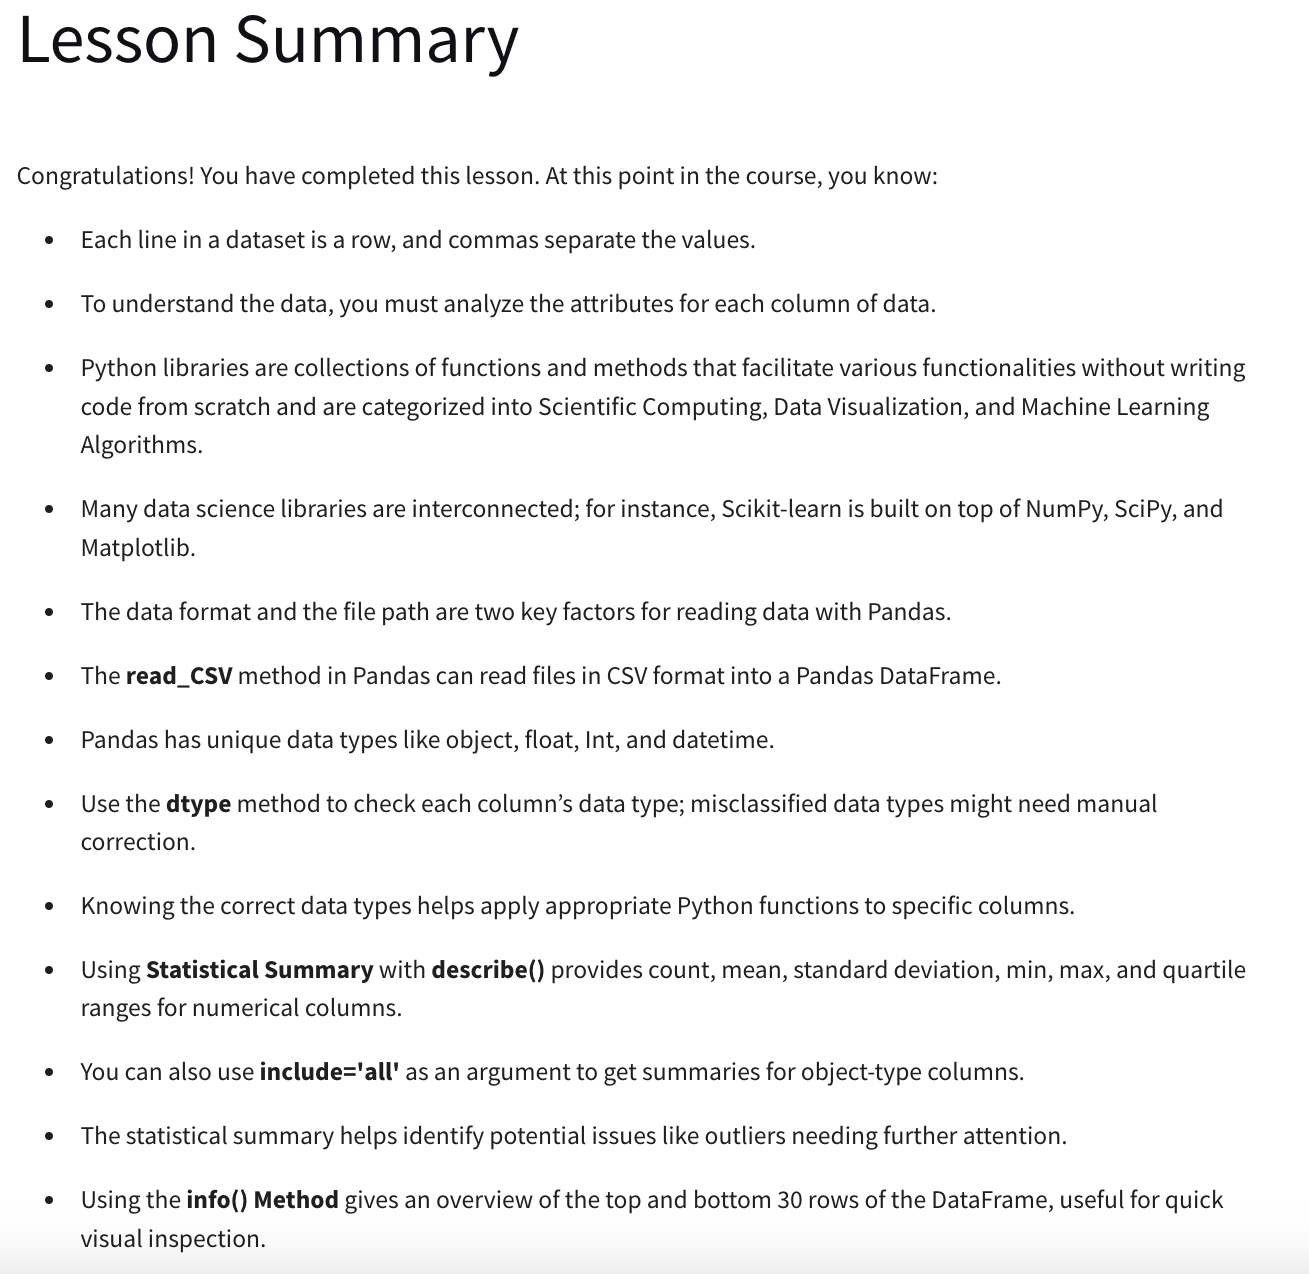 Lesson Summary
Congratulations! You have completed this lesson. At this point in the course, you know:
• Each line in a dataset is a row, and commas separate the values.
• To understand the data, you must analyze the attributes for each column of data.
• Python libraries are collections of functions and methods that facilitate various functionalities without writing
code from scratch and are categorized into Scientific Computing, Data Visualization, and Machine Learning
Algorithms.
• Many data science libraries are interconnected; for instance, Scikit-learn is built on top of NumPy, SciPy, and
Matplotlib.
• The data format and the file path are two key factors for reading data with Pandas.
• The read_CSV method in Pandas can read files in CSV format into a Pandas DataFrame.
• Pandas has unique data types like object, float, Int, and datetime.
• Use the dtype method to check each column’s data type; misclassified data types might need manual
correction.
• Knowing the correct data types helps apply appropriate Python functions to specific columns.
• Using Statistical Summary with describe() provides count, mean, standard deviation, min, max, and quartile
ranges for numerical columns.
• You can also use include='all' as an argument to get summaries for object-type columns.
• The statistical summary helps identify potential issues like outliers needing further attention.
• Using the info() Method gives an overview of the top and bottom 30 rows of the DataFrame, useful for quick
visual inspection.